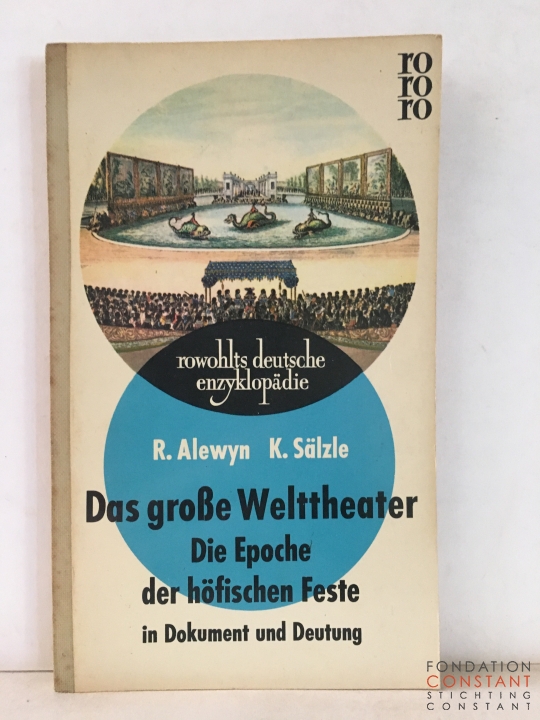 ro
ro
ro
rowohlts deutsche
enzyklopädie
R. Alewyn K. Sälzle
Das große Welttheater
Die Epoche
der höfischen Feste
in Dokument und Deutung
FONDATION
CONSTANT
STICHTING
CONSTANT